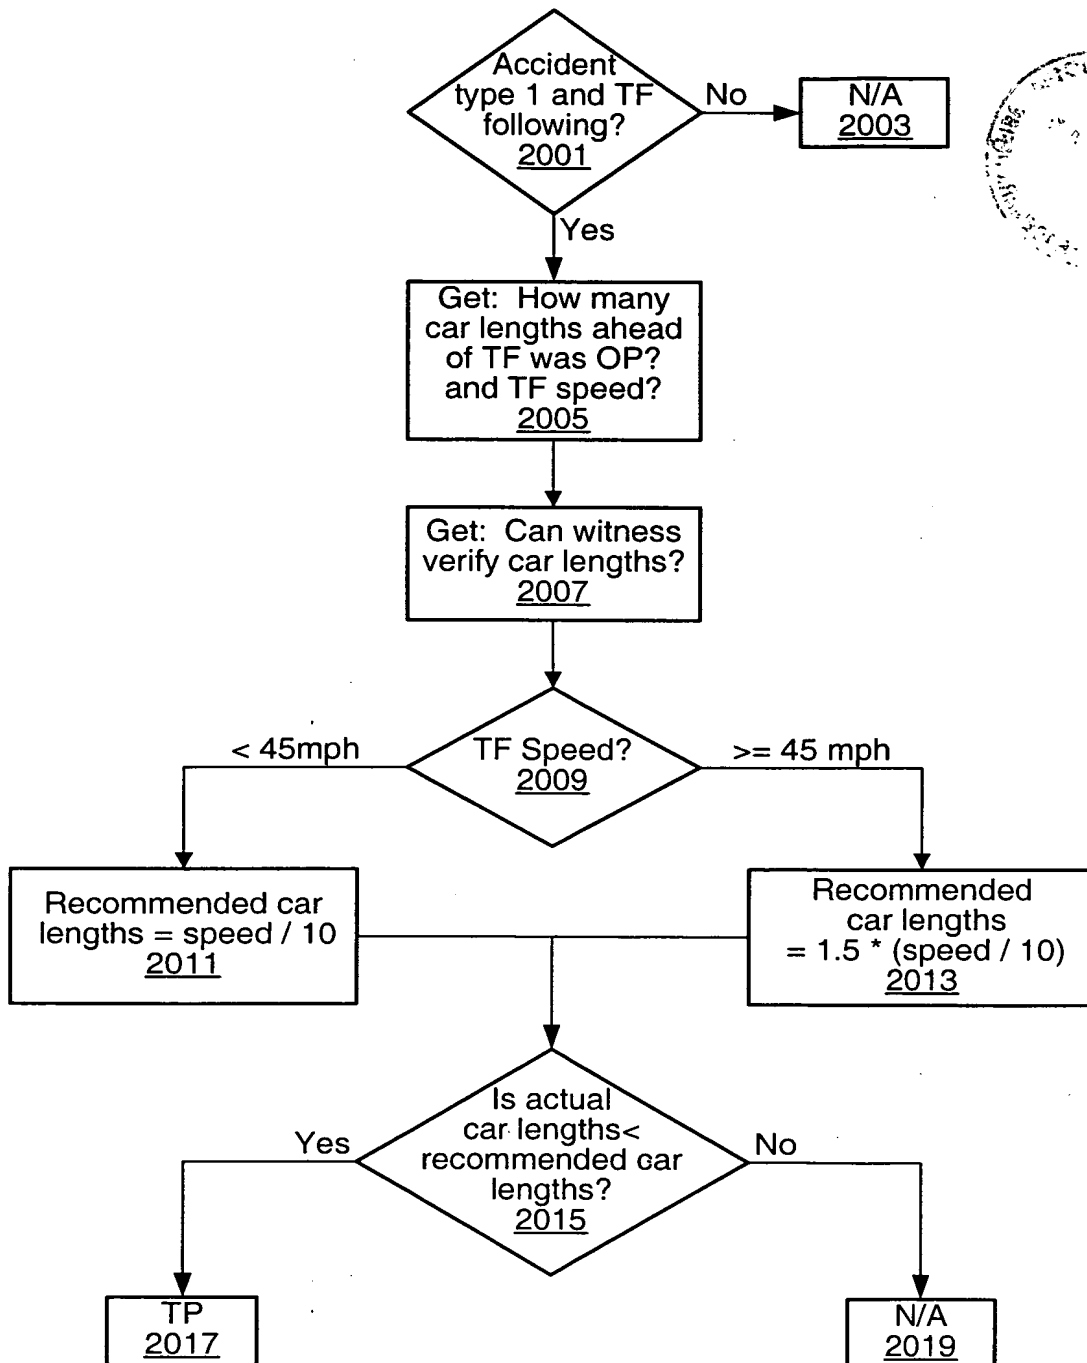 Accident
type 1 and TF
following?
2001
No
N/A
2003
Yes
Get: How many
car lengths ahead
of TF was OP?
and TF speed?
2005
Get: Can witness
verify car lengths?
2007
< 45mph
TF Speed?
2009
>= 45 mph
Recommended car
lengths = speed / 10
2011
Recommended
car lengths
= 1.5 * (speed / 10)
2013
Yes
Is actual
car lengths<
recommended car
lengths?
2015
No
TP
2017
N/A
2019